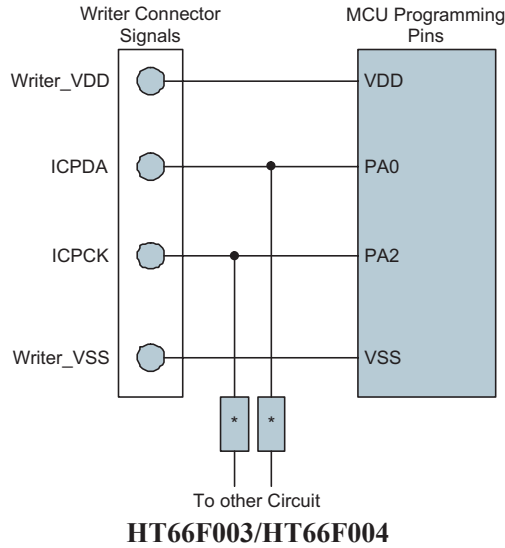 Writer Connector
Signals
MCU Programming
Pins
Writer_VDD
VDD
ICPDA
PA0
ICPCK
PA2
Writer_VSS
VSS
* *
To other Circuit
HT66F003/HT66F004